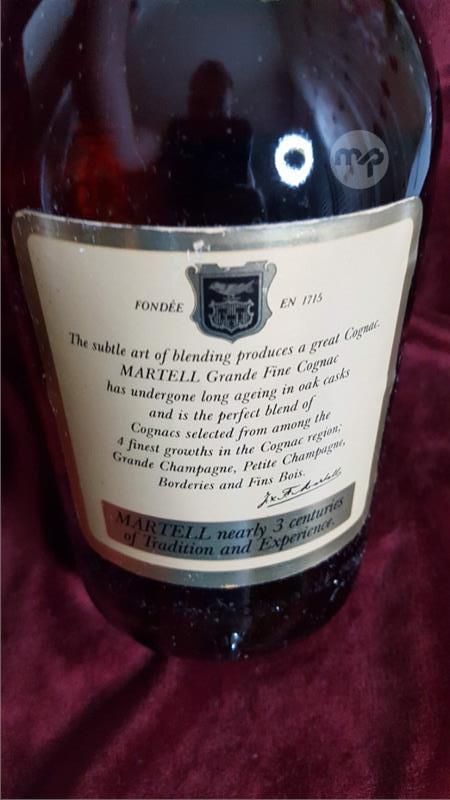 mp
FONDÉE EN 1715
The subtle art of blending produces a great Cognac.
MARTELL Grande Fine Cognac
has undergone long ageing in oak casks
and is the perfect blend of
Cognacs selected from among the
4 finest growths in the Cognac region;
Grande Champagne, Petite Champagne,
Borderies and Fins Bois.
MARTELL nearly 3 centuries
of Tradition and Experience.